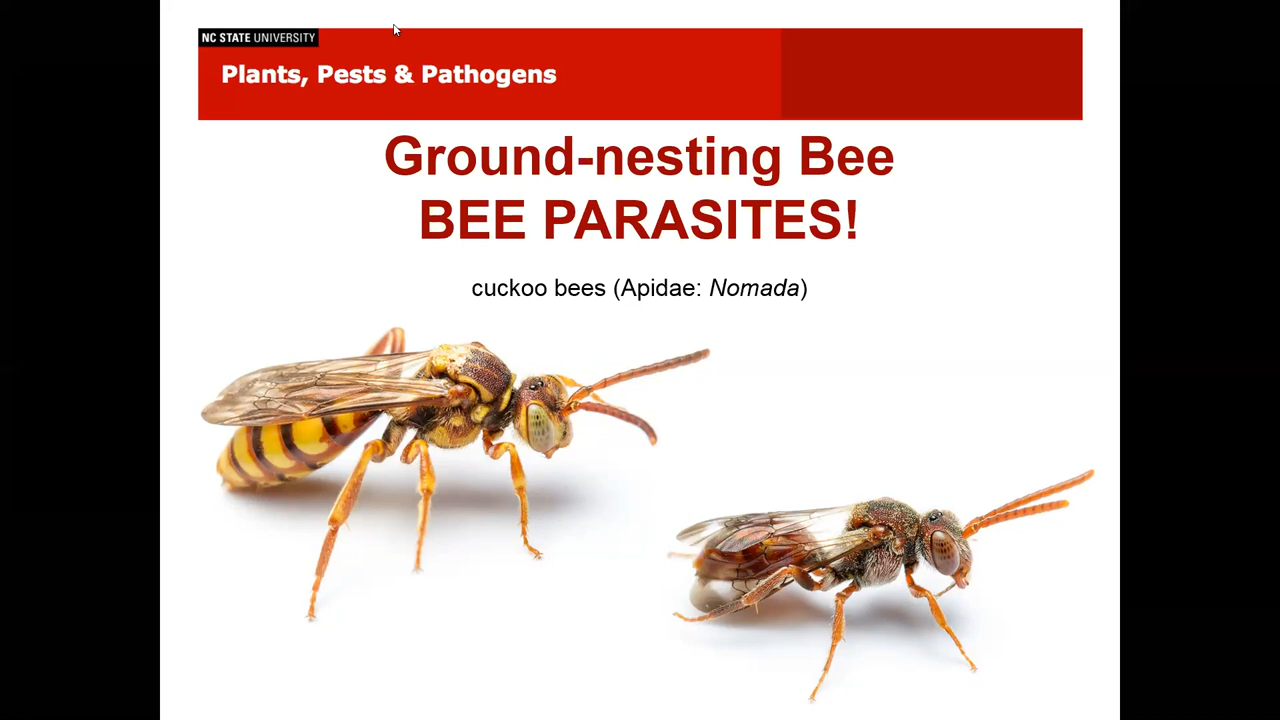 NC STATE UNIVERSITY
Plants, Pests & Pathogens
Ground-nesting Bee
BEE PARASITES!
cuckoo bees (Apidae: Nomada)